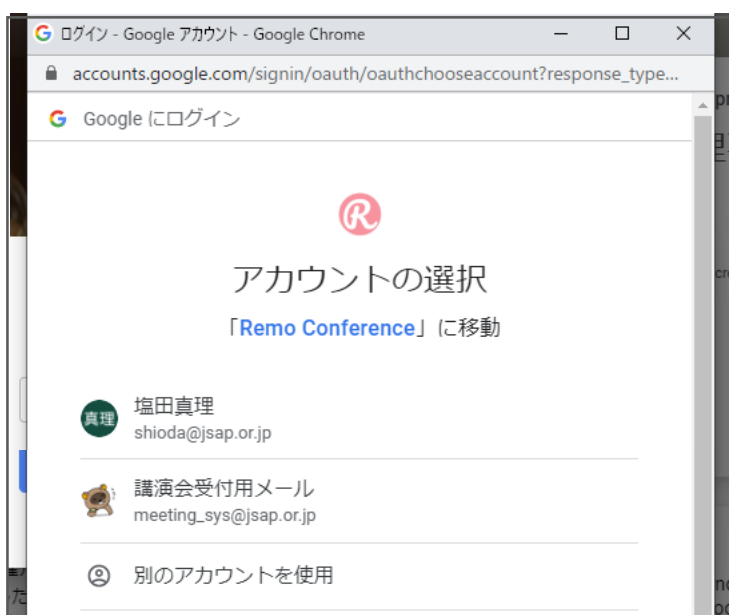 ログイン - Google アカウント - Google Chrome
accounts.google.com/signin/oauth/oauthchooseaccount?response_type...
Google にログイン
アカウントの選択
「Remo Conference」に移動
真理
塩田真理
shioda@jsap.or.jp
講演会受付用メール
meeting_sys@jsap.or.jp
別のアカウントを使用